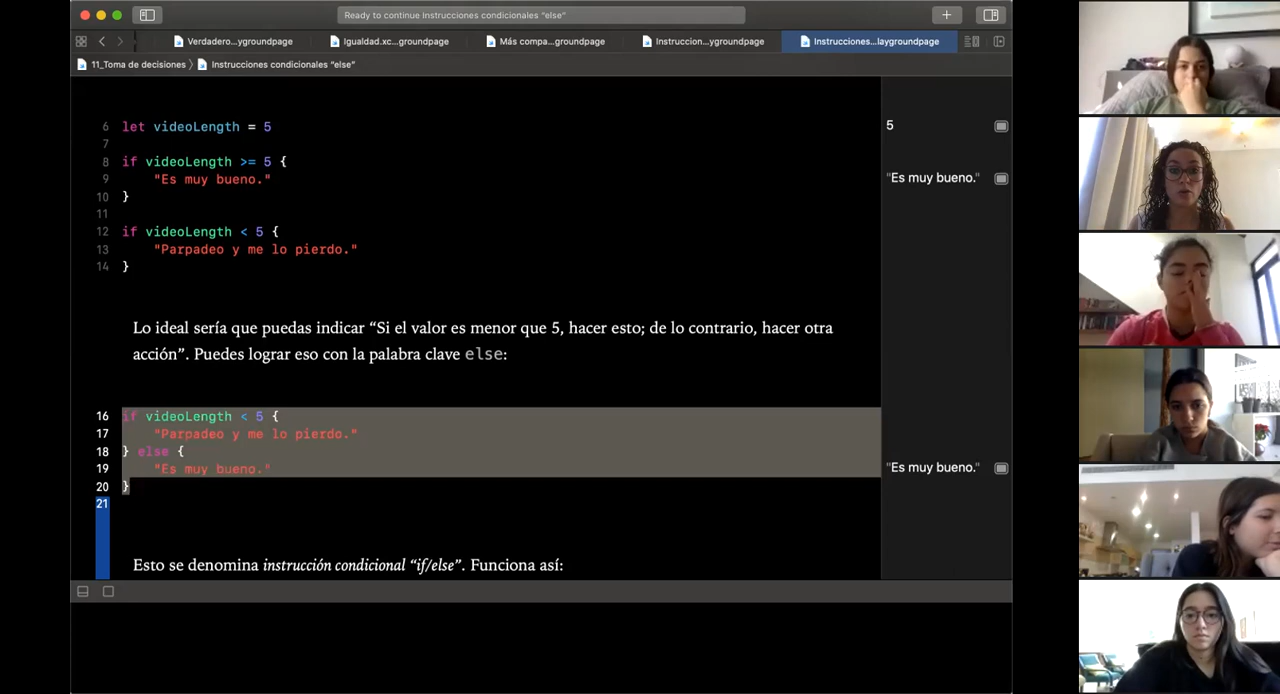 Ready to continue Instrucciones condicionales “else”
Verdadero...ygroundpage
Igualdad.xc...groundpage
Más compa...groundpage
Instruccion...ygroundpage
Instrucciones...laygroundpage
11_Toma de decisiones 〉 Instrucciones condicionales “else”
6 let videoLength = 5
5
7
8 if videoLength >= 5 {
9 "Es muy bueno."
"Es muy bueno."
10 }
11
12 if videoLength < 5 {
13 "Parpadeo y me lo pierdo."
14 }
Lo ideal sería que puedas indicar “Si el valor es menor que 5, hacer esto; de lo contrario, hacer otra
acción”. Puedes lograr eso con la palabra clave else:
16 if videoLength < 5 {
17 "Parpadeo y me lo pierdo."
18 } else {
19 "Es muy bueno."
"Es muy bueno."
20 }
21
Esto se denomina instrucción condicional “if/else”. Funciona así: